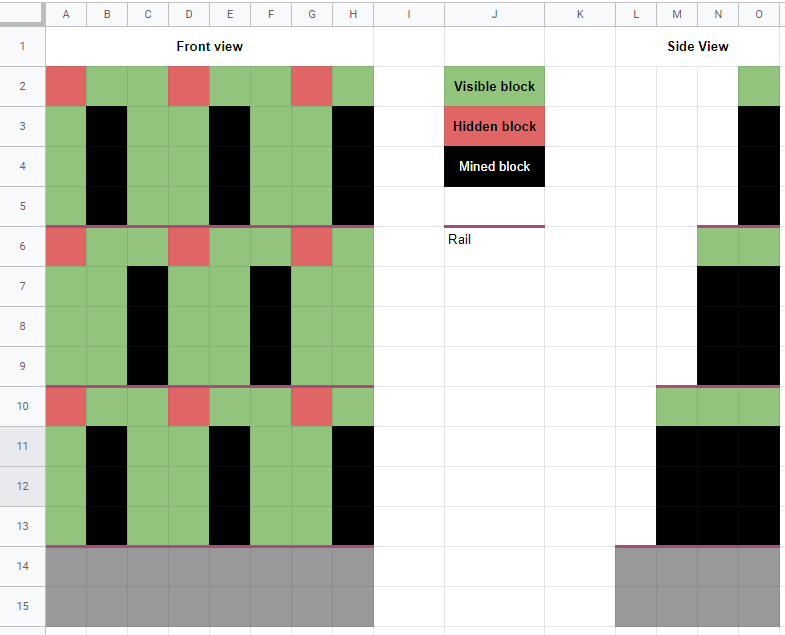 A B C D E F G H I J K L M N O
1 Front view Side View
2 Visible block
3 Hidden block
4 Mined block
5
6 Rail
7
8
9
10
11
12
13
14
15